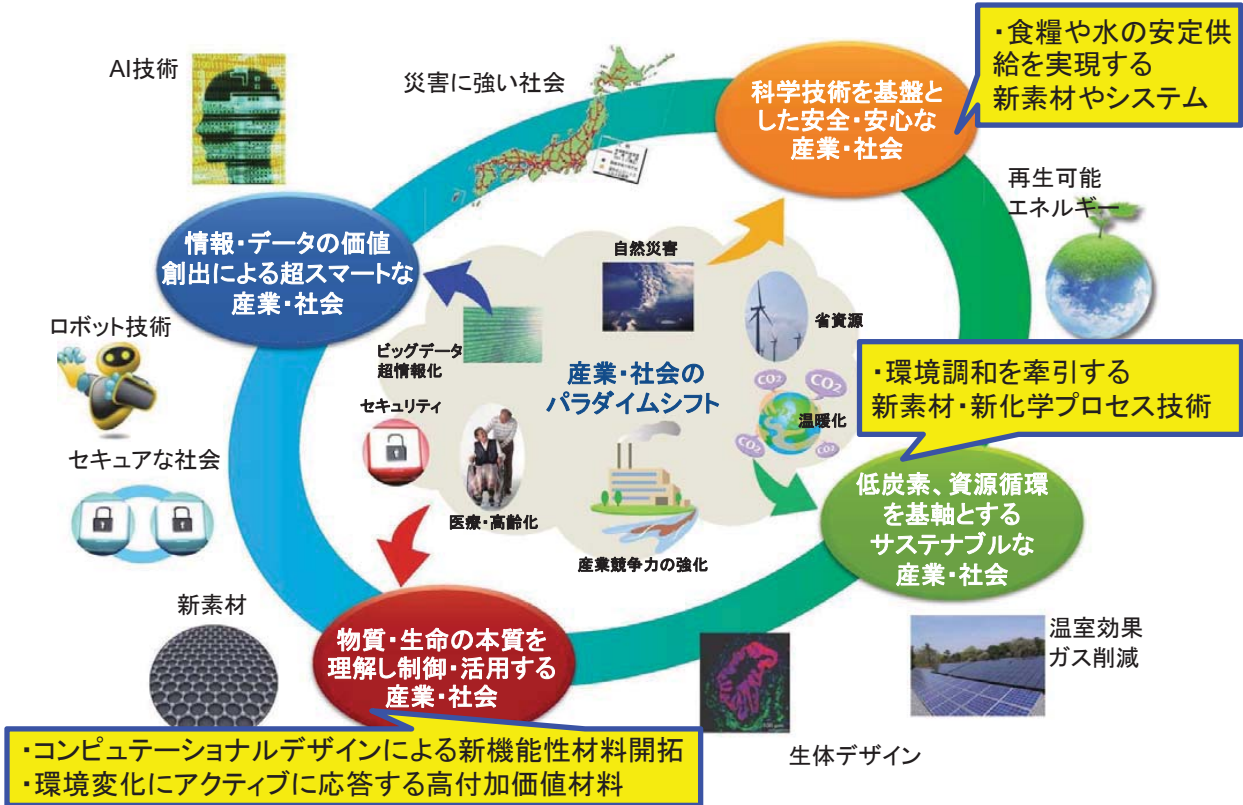 ・食糧や水の安定供
給を実現する
新素材やシステム
AI技術
災害に強い社会
科学技術を基盤と
した安全・安心な
産業・社会
再生可能
エネルギー
情報・データの価値
創出による超スマートな
産業・社会
自然災害
省資源
ロボット技術
ビッグデータ
超情報化
産業・社会の
パラダイムシフト
CO2
CO2
CO2
CO2
温暖化
・環境調和を牽引する
新素材・新化学プロセス技術
セキュリティ
セキュアな社会
医療・高齢化
産業競争力の強化
低炭素、資源循環
を基軸とする
サステナブルな
産業・社会
新素材
物質・生命の本質を
理解し制御・活用する
産業・社会
温室効果
ガス削減
生体デザイン
・コンピュテーショナルデザインによる新機能性材料開拓
・環境変化にアクティブに応答する高付加価値材料